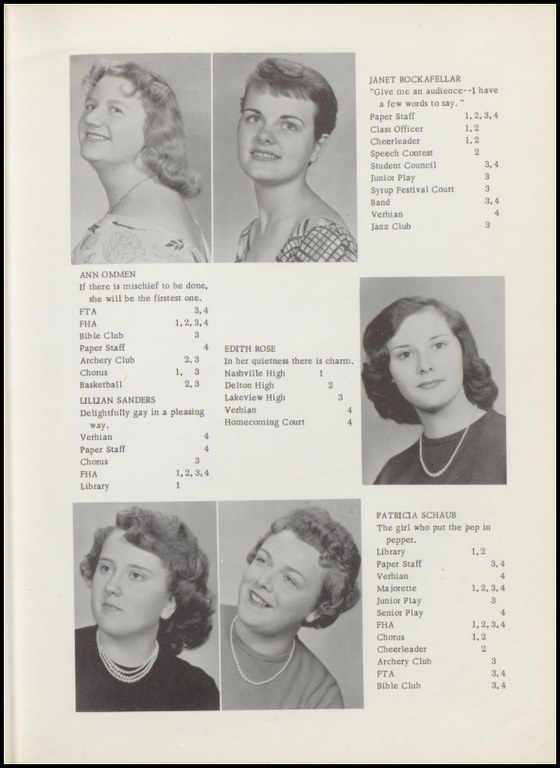 JANET ROCKAFELLAR
"Give me an audience--I have
a few words to say."
Paper Staff 1,2,3,4
Class Officer 1,2
Cheerleader 1,2
Speech Contest 2
Student Council 3,4
Junior Play 3
Syrup Festival Court 3
Band 3,4
Verhian 4
Jazz Club 3
ANN OMMEN
If there is mischief to be done,
she will be the firstest one.
FTA 3,4
FHA 1,2,3,4
Bible Club 3
Paper Staff 4
Archery Club 2,3
Chorus 1, 3
Basketball 2,3
LILLIAN SANDERS
Delightfully gay in a pleasing
way.
Verhian 4
Paper Staff 4
Chorus 3
FHA 1,2,3,4
Library 1
EDITH ROSE
In her quietness there is charm.
Nashville High 1
Delton High 2
Lakeview High 3
Verhian 4
Homecoming Court 4
PATRICIA SCHAUB
The girl who put the pep in
pepper.
Library 1,2
Paper Staff 3,4
Verhian 4
Majorette 1,2,3,4
Junior Play 3
Senior Play 4
FHA 1,2,3,4
Chorus 1,2
Cheerleader 2
Archery Club 3
FTA 3,4
Bible Club 3,4